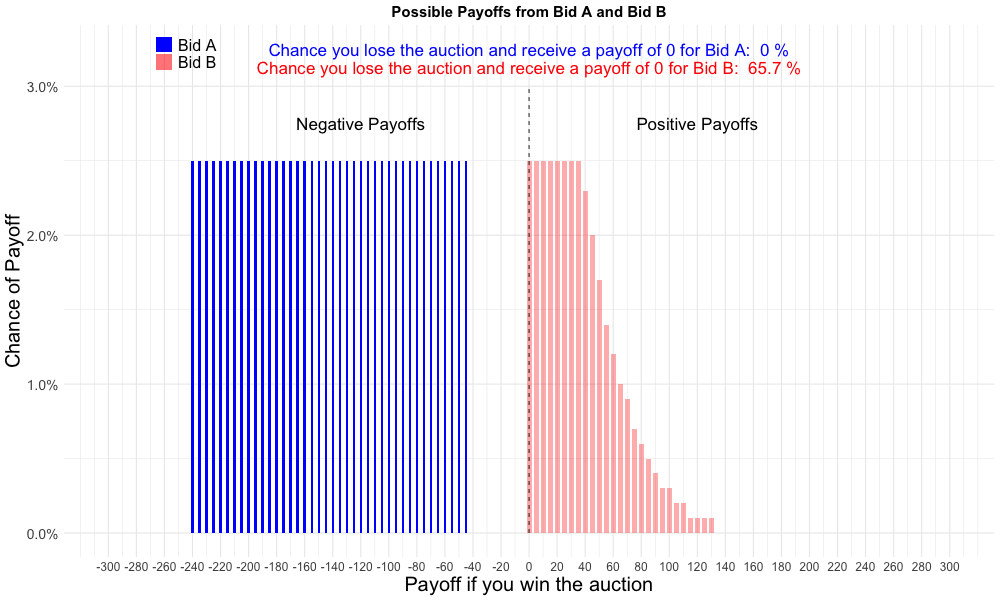 Possible Payoffs from Bid A and Bid B
Bid A
Bid B
Chance you lose the auction and receive a payoff of 0 for Bid A:  0 %
Chance you lose the auction and receive a payoff of 0 for Bid B:  65.7 %
Negative Payoffs
Positive Payoffs
Chance of Payoff
3.0%
2.0%
1.0%
0.0%
-300 -280 -260 -240 -220 -200 -180 -160 -140 -120 -100 -80 -60 -40 -20 0 20 40 60 80 100 120 140 160 180 200 220 240 260 280 300
Payoff if you win the auction